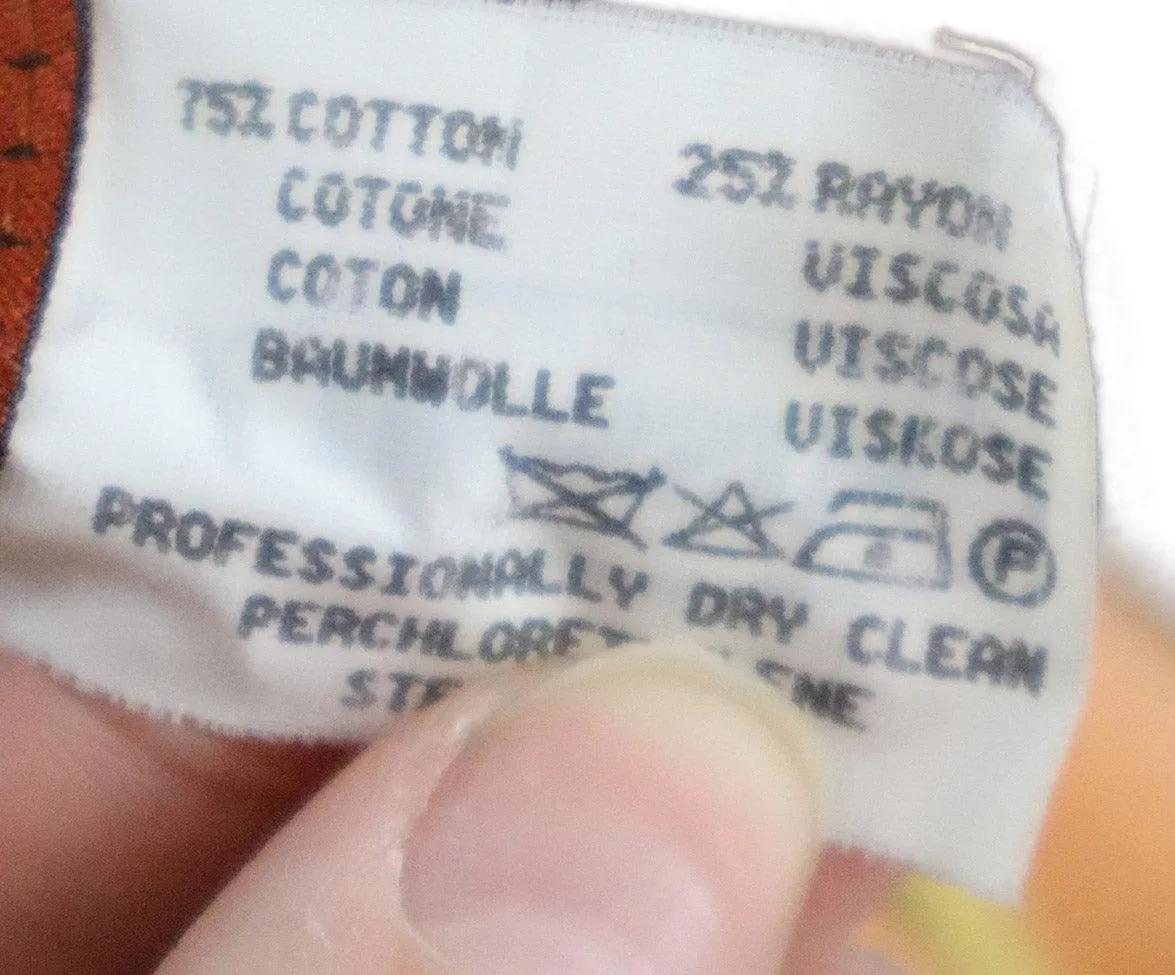 75% COTTON
COTONE
COTON
BAUMWOLLE
25% RAYON
VISCOSA
VISCOSE
VISKOSE
P
PROFESSIONALLY DRY CLEAN